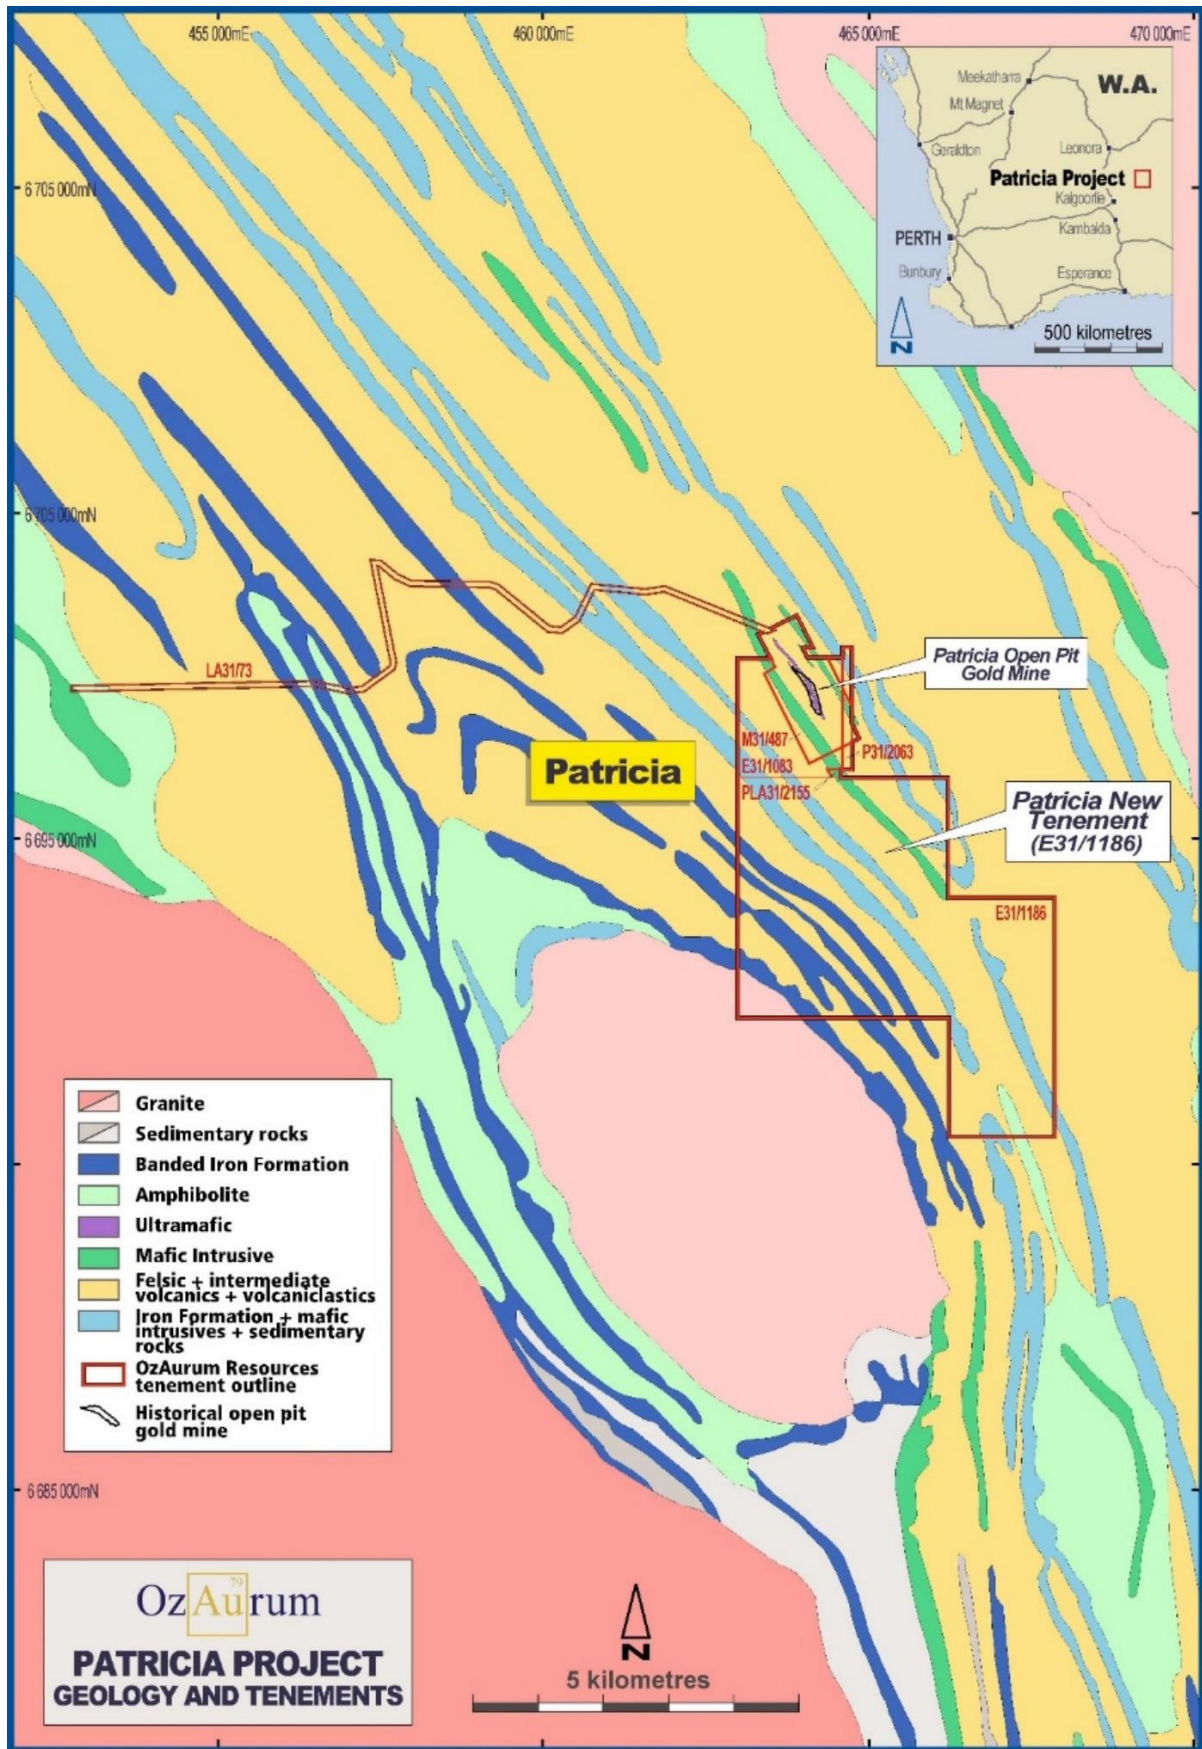 455 000mE
460 000mE
465 000mE
470 000mE
W.A.
Meekatharra
Mt Magnet
Geraldton
Leonora
Patricia Project
Kalgoorlie
Kambalda
PERTH
Bunbury
Esperance
N
500 kilometres
6 705 000mN
6 705 000mN
LA31/73
Patricia Open Pit
Gold Mine
M31/487
P31/2063
E31/1083
PLA31/2155
Patricia
Patricia New
Tenement
(E31/1186)
6 695 000mN
E31/1186
Granite
Sedimentary rocks
Banded Iron Formation
Amphibolite
Ultramafic
Mafic Intrusive
Felsic + intermediate
volcanics + volcaniclastics
Iron Formation + mafic
intrusives + sedimentary
rocks
OzAurum Resources
tenement outline
Historical open pit
gold mine
6 685 000mN
79
OzAurum
PATRICIA PROJECT
GEOLOGY AND TENEMENTS
N
5 kilometres